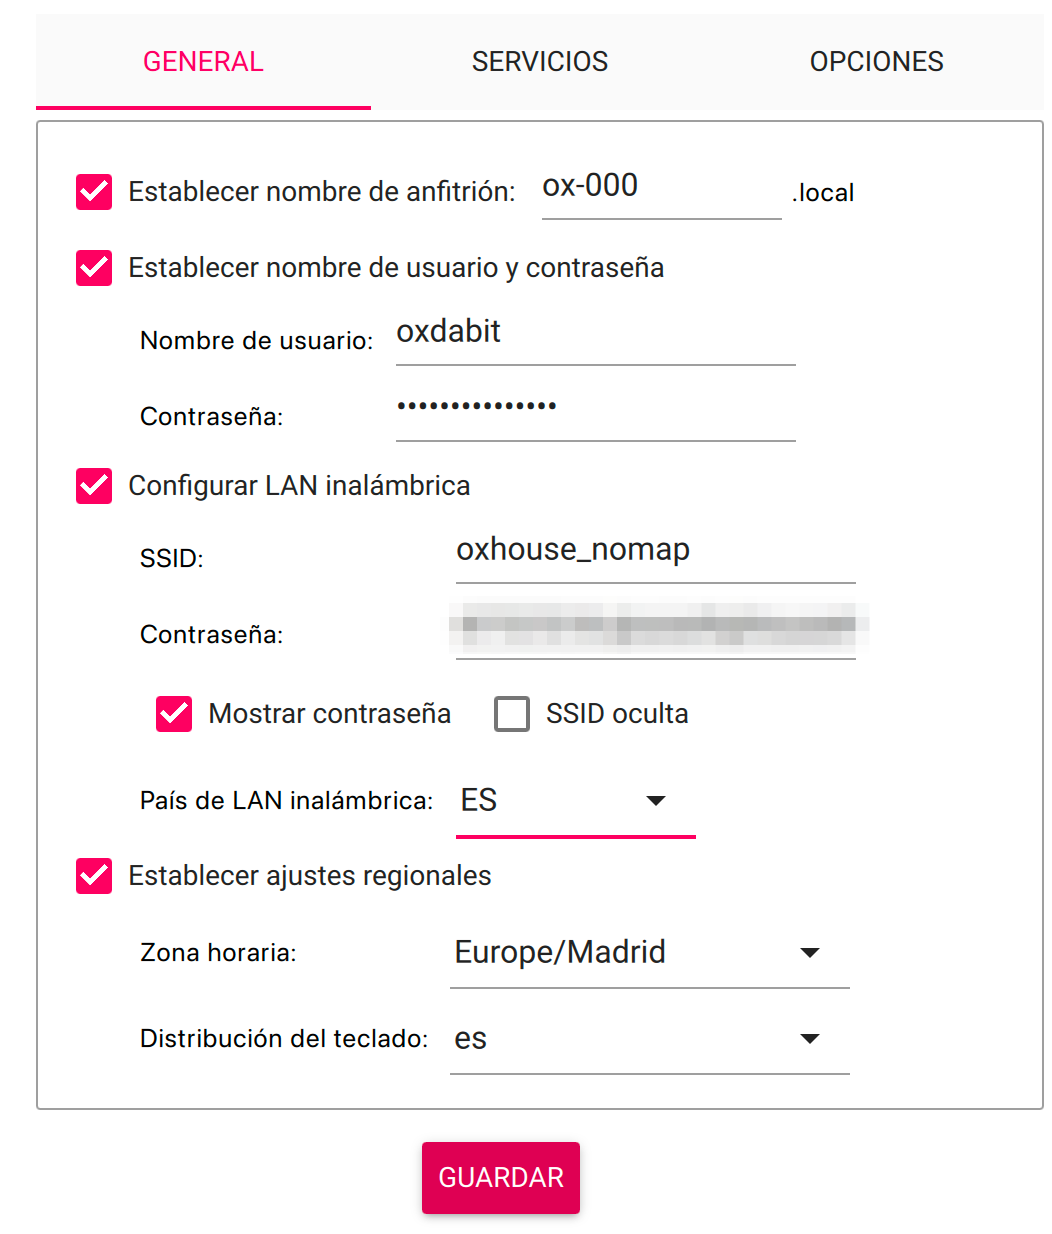 GENERAL SERVICIOS OPCIONES
Establecer nombre de anfitrión: ox-000 .local
Establecer nombre de usuario y contraseña
Nombre de usuario: oxdabit
Contraseña: •••••••••••••••
Configurar LAN inalámbrica
SSID: oxhouse_nomap
Contraseña:
Mostrar contraseña SSID oculta
País de LAN inalámbrica: ES
Establecer ajustes regionales
Zona horaria: Europe/Madrid
Distribución del teclado: es
GUARDAR